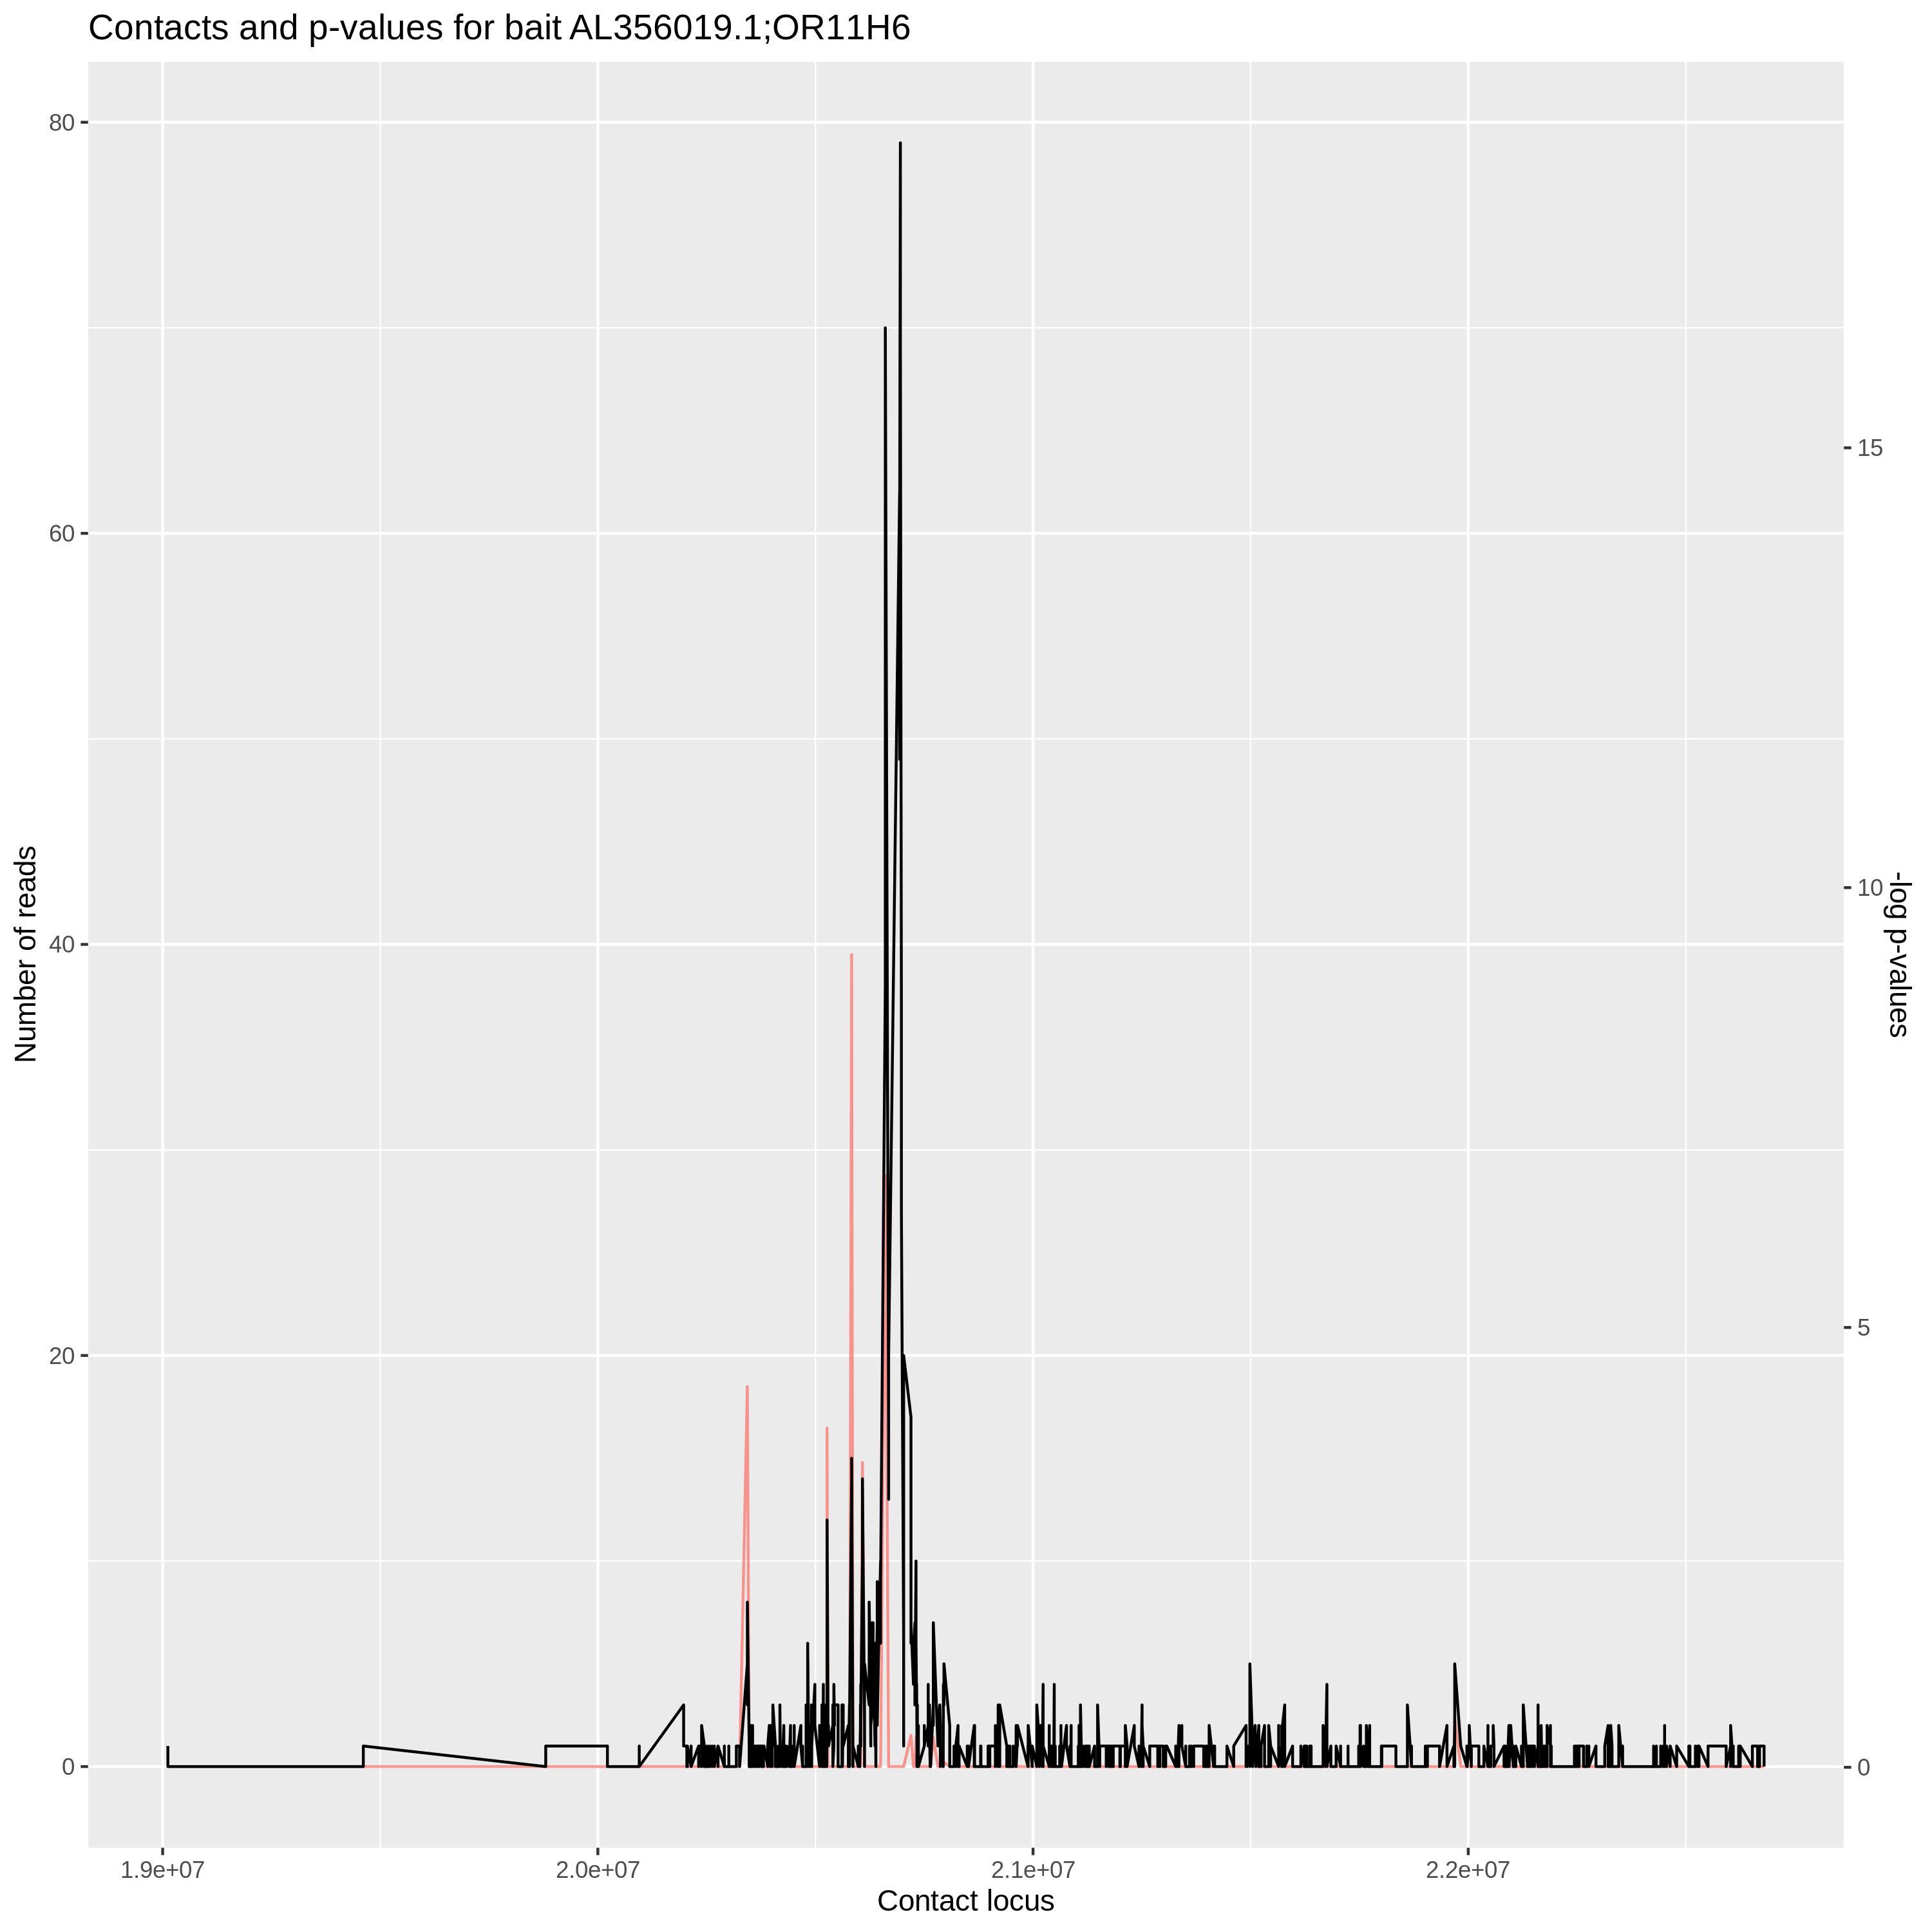 Contacts and p-values for bait AL356019.1;OR11H6
80
60
40
20
0
Number of reads
15
10
5
0
-log p-values
1.9e+07 2.0e+07 2.1e+07 2.2e+07
Contact locus